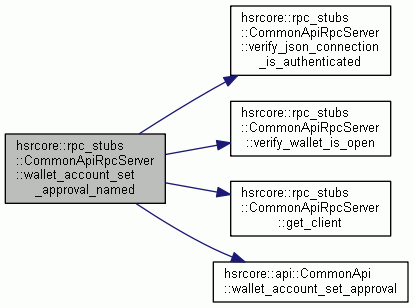 hsrcore::rpc_stubs
::CommonApiRpcServer
::wallet_account_set
_approval_named
hsrcore::rpc_stubs
::CommonApiRpcServer
::verify_json_connection
_is_authenticated
hsrcore::rpc_stubs
::CommonApiRpcServer
::verify_wallet_is_open
hsrcore::rpc_stubs
::CommonApiRpcServer
::get_client
hsrcore::api::CommonApi
::wallet_account_set_approval